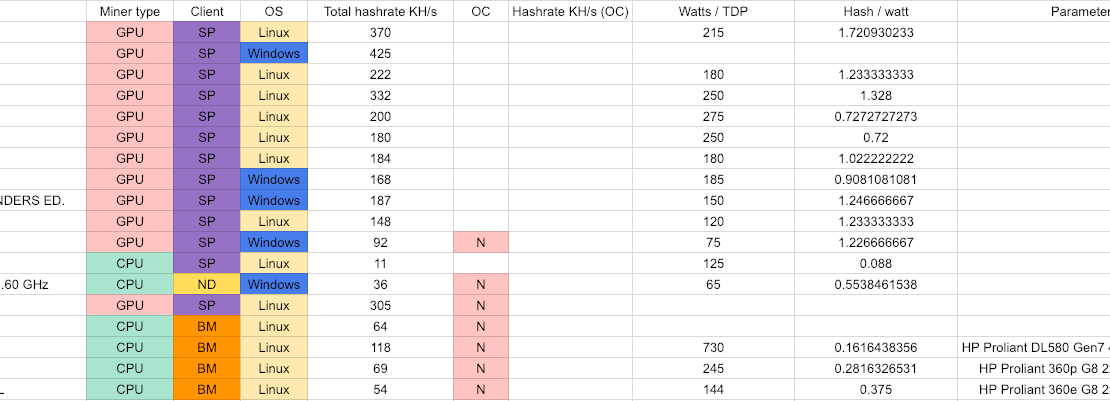 Miner type Client OS Total hashrate KH/s OC Hashrate KH/s (OC) Watts / TDP Hash / watt Parameter
GPU SP Linux 370 215 1.720930233
GPU SP Windows 425
GPU SP Linux 222 180 1.233333333
GPU SP Linux 332 250 1.328
GPU SP Linux 200 275 0.7272727273
GPU SP Linux 180 250 0.72
GPU SP Linux 184 180 1.022222222
GPU SP Windows 168 185 0.9081081081
NDERS ED. GPU SP Windows 187 150 1.246666667
GPU SP Linux 148 120 1.233333333
GPU SP Windows 92 N 75 1.226666667
CPU SP Linux 11 125 0.088
.60 GHz CPU ND Windows 36 N 65 0.5538461538
GPU SP Linux 305 N
CPU BM Linux 64 N
CPU BM Linux 118 N 730 0.1616438356 HP Proliant DL580 Gen7
CPU BM Linux 69 N 245 0.2816326531 HP Proliant 360p G8 2
CPU BM Linux 54 N 144 0.375 HP Proliant 360e G8 2